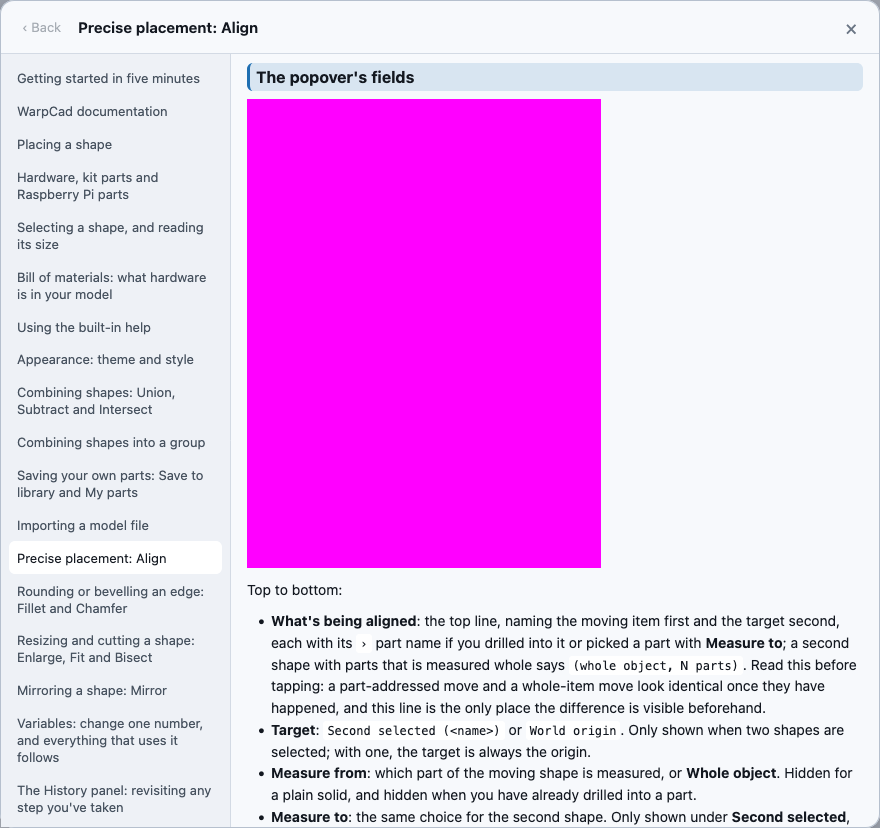 ‹ Back
Precise placement: Align
×
Getting started in five minutes
WarpCad documentation
Placing a shape
Hardware, kit parts and
Raspberry Pi parts
Selecting a shape, and reading
its size
Bill of materials: what hardware
is in your model
Using the built-in help
Appearance: theme and style
Combining shapes: Union,
Subtract and Intersect
Combining shapes into a group
Saving your own parts: Save to
library and My parts
Importing a model file
Precise placement: Align
Rounding or bevelling an edge:
Fillet and Chamfer
Resizing and cutting a shape:
Enlarge, Fit and Bisect
Mirroring a shape: Mirror
Variables: change one number,
and everything that uses it
follows
The History panel: revisiting any
step you've taken
The popover's fields
Top to bottom:
• What's being aligned: the top line, naming the moving item first and the target second,
each with its › part name if you drilled into it or picked a part with Measure to; a second
shape with parts that is measured whole says (whole object, N parts). Read this before
tapping: a part-addressed move and a whole-item move look identical once they have
happened, and this line is the only place the difference is visible beforehand.
• Target: Second selected (<name>) or World origin. Only shown when two shapes are
selected; with one, the target is always the origin.
• Measure from: which part of the moving shape is measured, or Whole object. Hidden for
a plain solid, and hidden when you have already drilled into a part.
• Measure to: the same choice for the second shape. Only shown under Second selected,